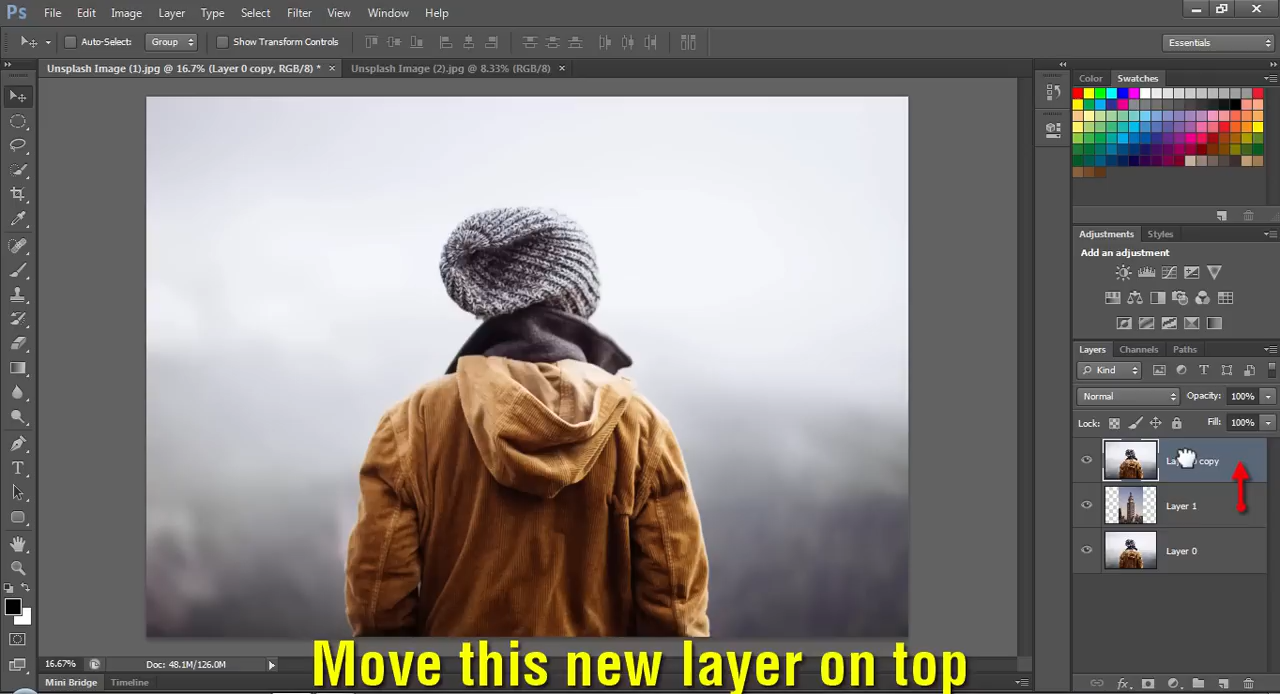 Ps File Edit Image Layer Type Select Filter View Window Help
Auto-Select: Group Show Transform Controls Essentials
Unsplash Image (1).jpg @ 16.7% (Layer 0 copy, RGB/8) * × Unsplash Image (2).jpg @ 8.33% (RGB/8) ×
Color Swatches
Adjustments Styles
Add an adjustment
Layers Channels Paths
Kind
Normal Opacity: 100%
Lock: Fill: 100%
copy
Layer 1
Layer 0
16.67% Doc: 48.1M/126.0M
Move this new layer on top
Mini Bridge Timeline